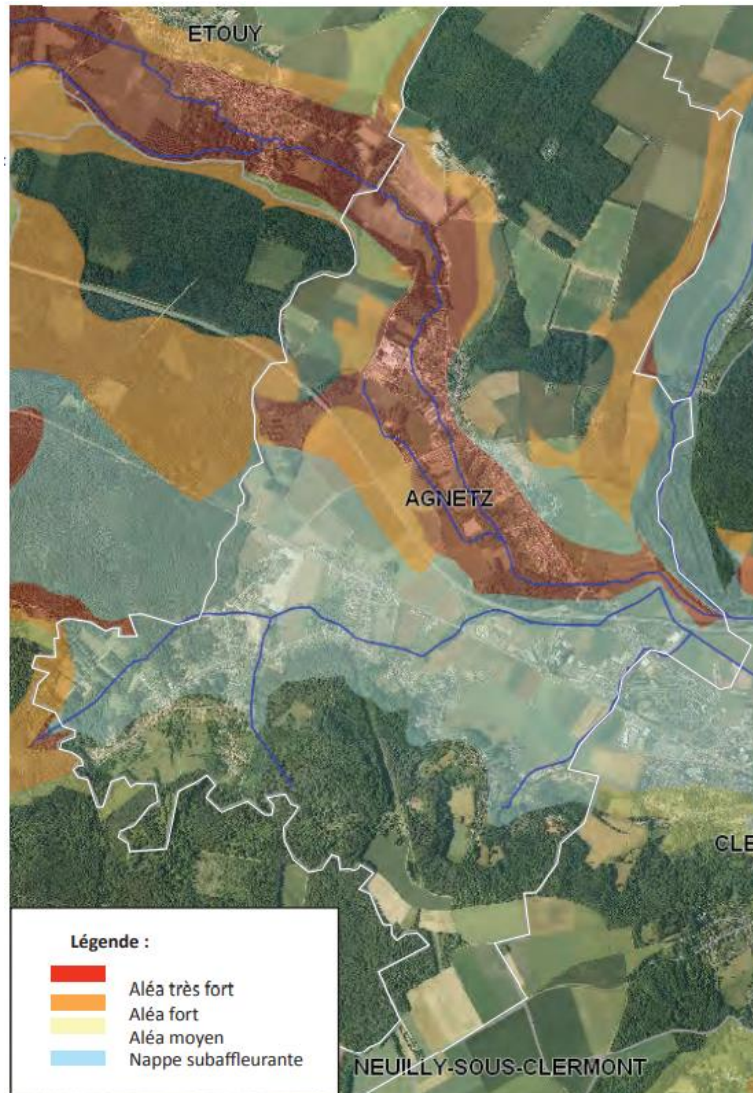 ETOUY
:
AGNETZ
CLE
Légende :
Aléa très fort
Aléa fort
Aléa moyen
Nappe subaffleurante
NEUILLY-SOUS-CLERMONT